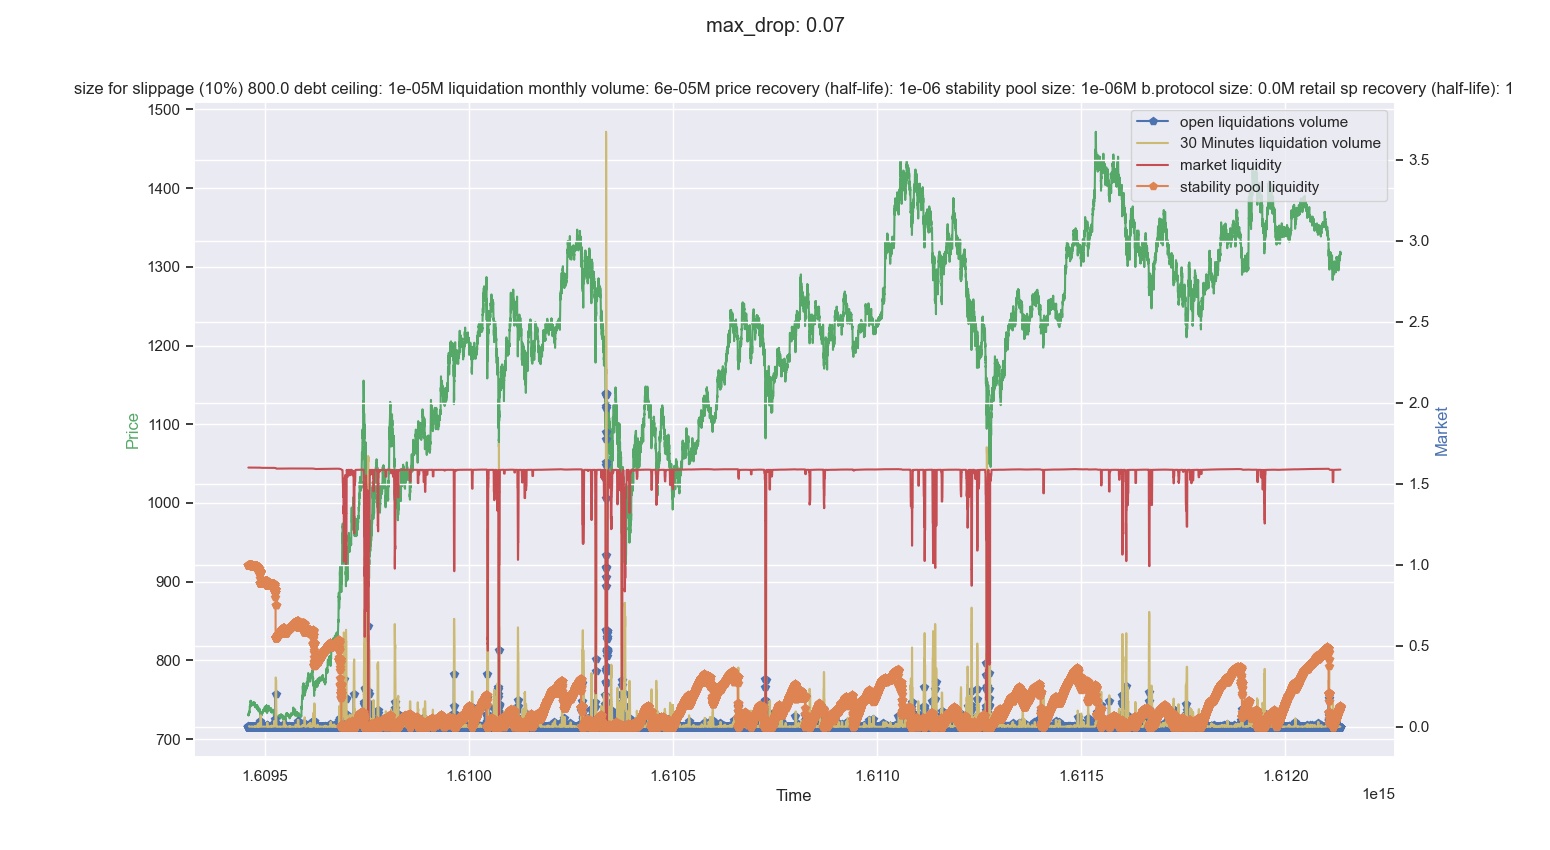 max_drop: 0.07
size for slippage (10%) 800.0 debt ceiling: 1e-05M liquidation monthly volume: 6e-05M price recovery (half-life): 1e-06 stability pool size: 1e-06M b.protocol size: 0.0M retail sp recovery (half-life): 1
open liquidations volume
30 Minutes liquidation volume
market liquidity
stability pool liquidity
1500
1400
1300
1200
1100
1000
900
800
700
Price
3.5
3.0
2.5
2.0
1.5
1.0
0.5
0.0
Market
1.6095 1.6100 1.6105 1.6110 1.6115 1.6120
Time
1e15